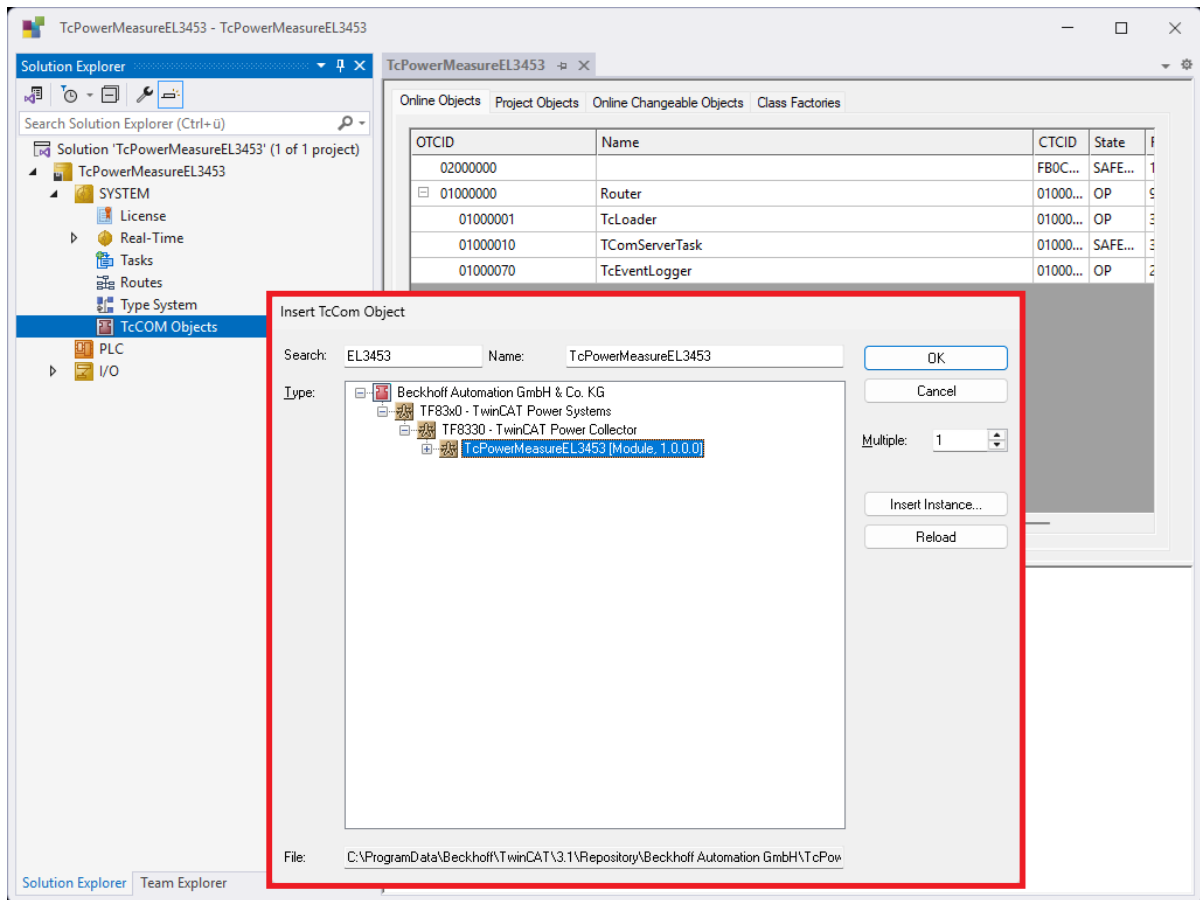 TcPowerMeasureEL3453 - TcPowerMeasureEL3453
Solution Explorer
Search Solution Explorer (Ctrl+ü)
Solution 'TcPowerMeasureEL3453' (1 of 1 project)
TcPowerMeasureEL3453
SYSTEM
License
Real-Time
Tasks
Routes
Type System
TcCOM Objects
PLC
I/O
Solution Explorer Team Explorer
TcPowerMeasureEL3453
Online Objects Project Objects Online Changeable Objects Class Factories
OTCID Name CTCID State
02000000 FB0C... SAFE... 1
01000000 Router 01000... OP 9
01000001 TcLoader 01000... OP 3
01000010 TComServerTask 01000... SAFE... 3
01000070 TcEventLogger 01000... OP 2
Insert TcCom Object
Search: EL3453 Name: TcPowerMeasureEL3453 OK
Type: Beckhoff Automation GmbH & Co. KG Cancel
TF83x0 - TwinCAT Power Systems
TF8330 - TwinCAT Power Collector
TcPowerMeasureEL3453 [Module, 1.0.0.0]
Multiple: 1
Insert Instance...
Reload
File: C:\ProgramData\Beckhoff\TwinCAT\3.1\Repository\Beckhoff Automation GmbH\TcPow